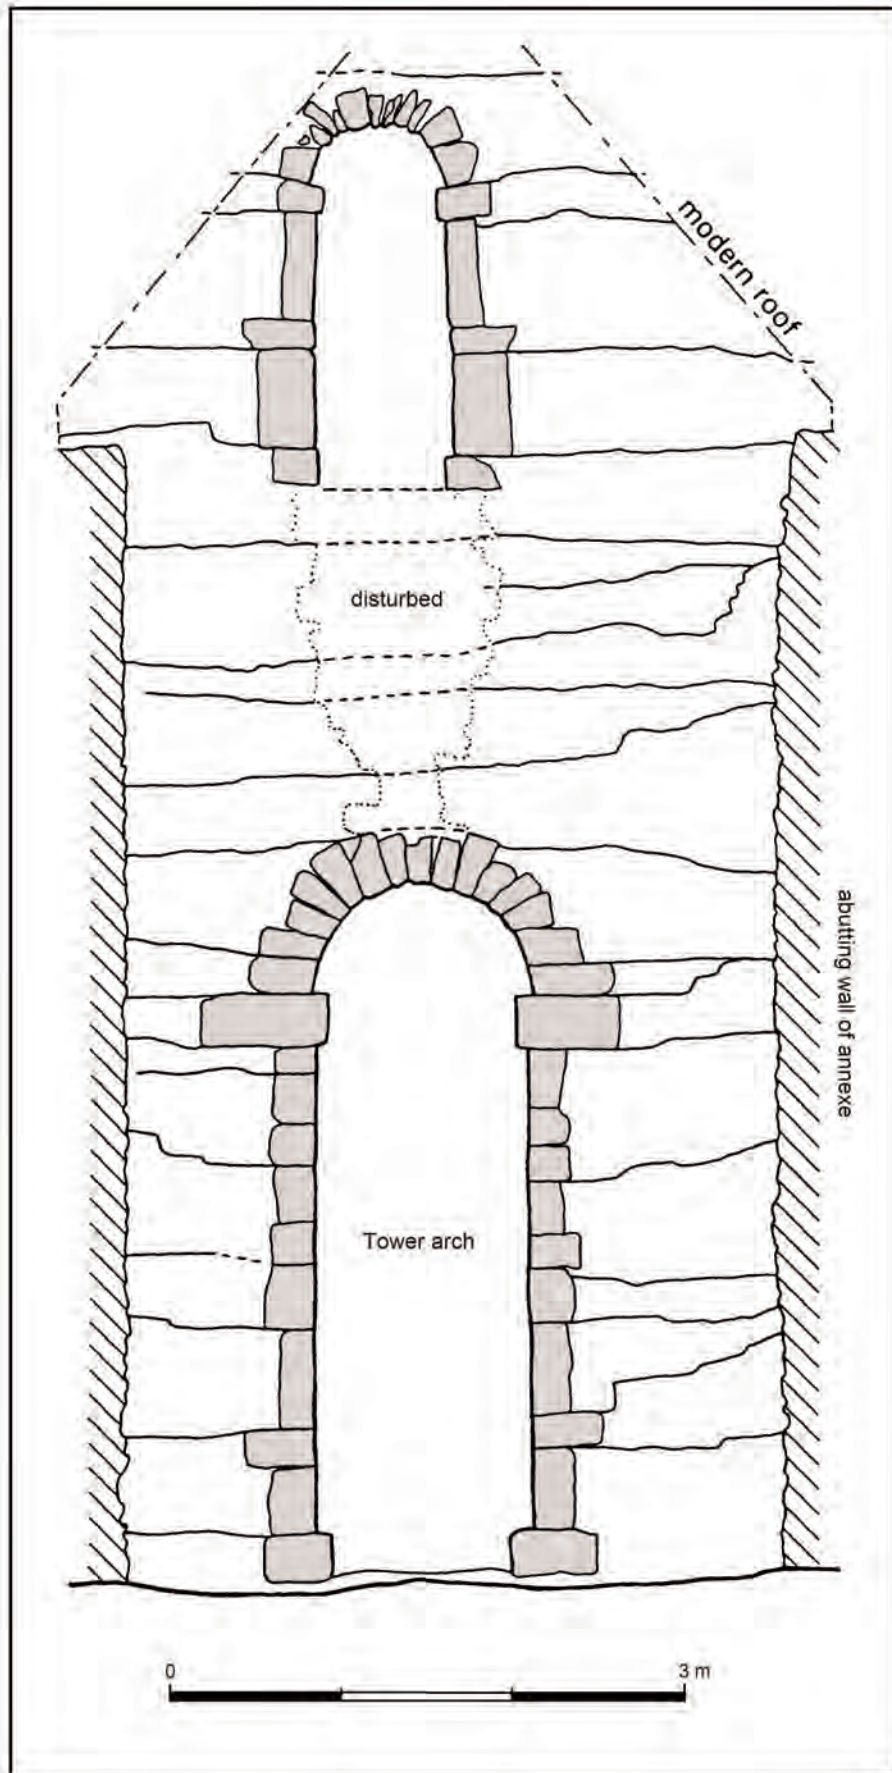 modern roof
disturbed
abutting wall of annexe
Tower arch
0
3 m